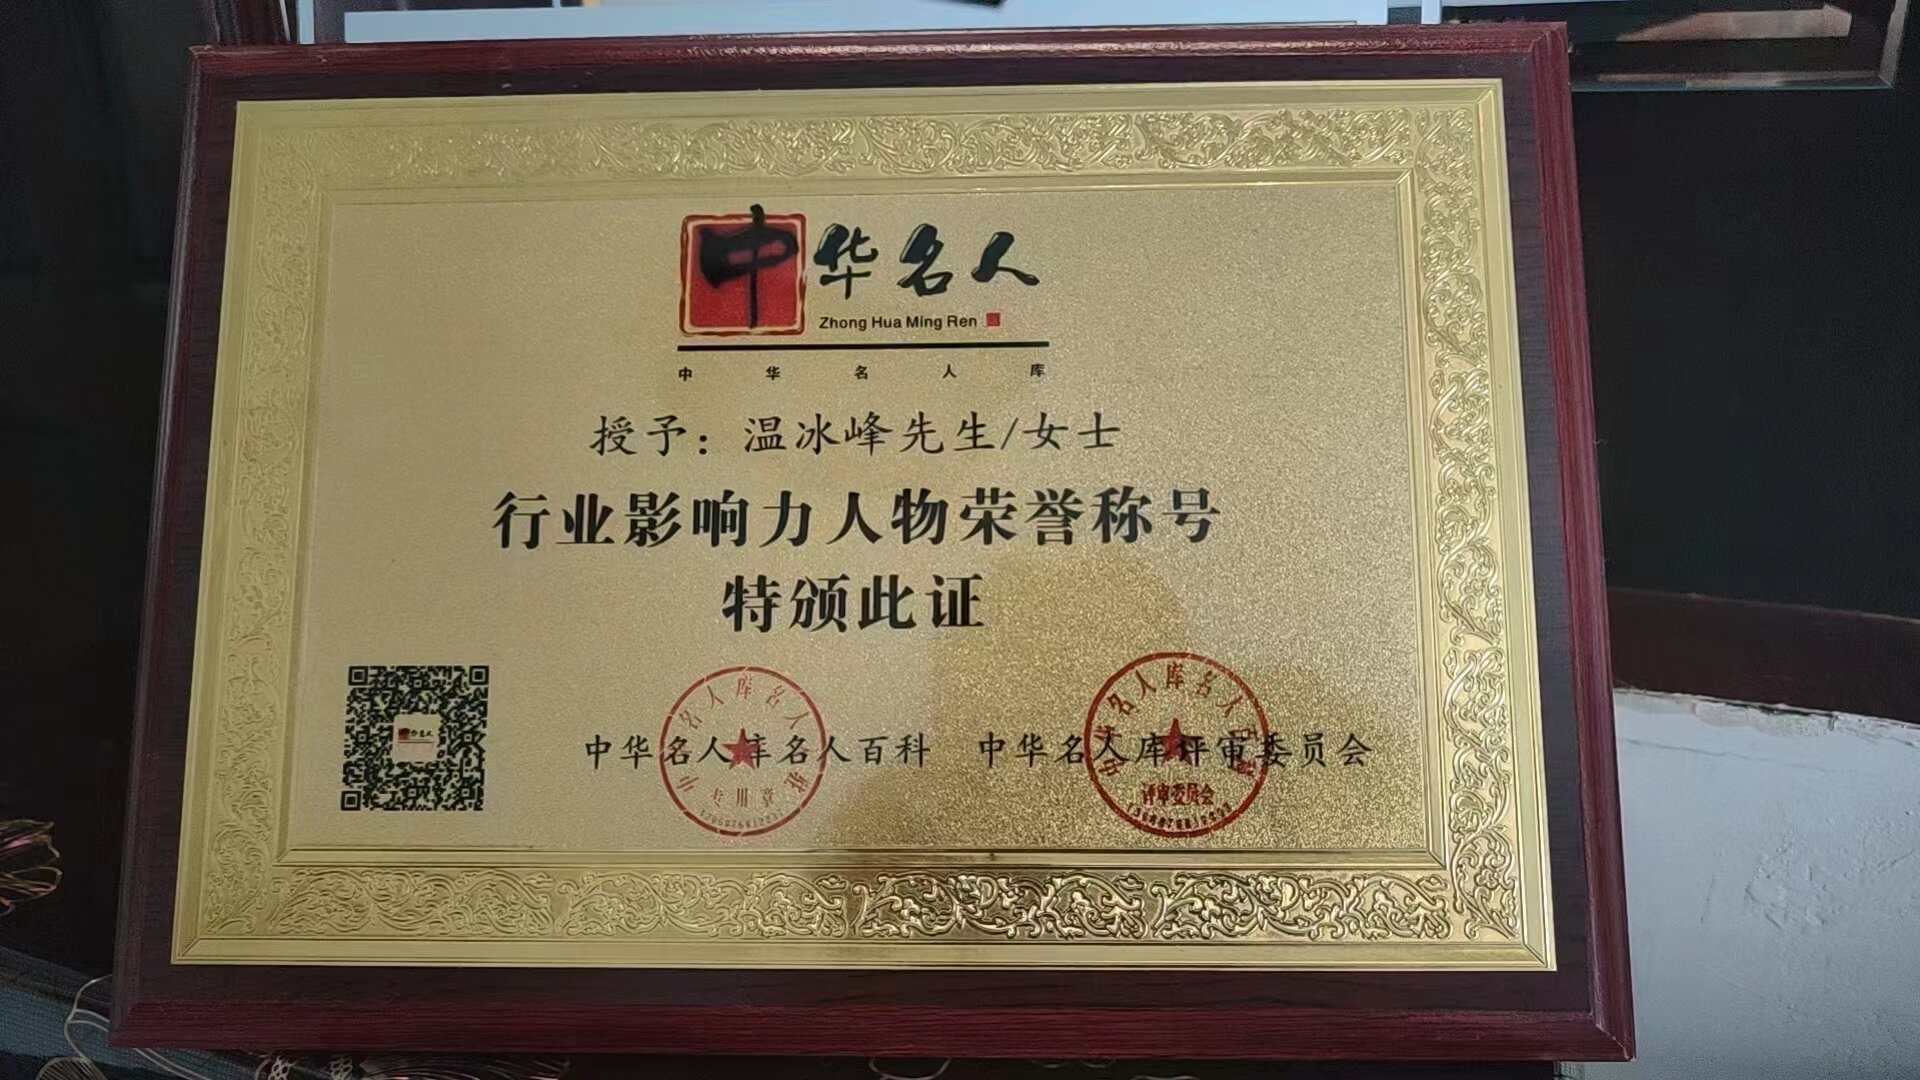 中华名人
Zhong Hua Ming Ren
中华名人库
授予：温冰峰先生/女士
行业影响力人物荣誉称号
特颁此证
中华名人库名人百科 中华名人库评审委员会
专用章
评审委员会